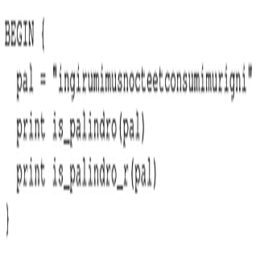 BEGIN {
pal = "ingirumimusnocteetconsumimurigni"
print is_palindro(pal)
print is_palindro_r(pal)
}